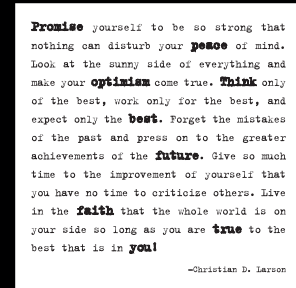 Promise yourself to be so strong that
nothing can disturb your peace of mind.
Look at the sunny side of everything and
make your optimism come true. Think only
of the best, work only for the best, and
expect only the best. Forget the mistakes
of the past and press on to the greater
achievements of the future. Give so much
time to the improvement of yourself that
you have no time to criticize others. Live
in the faith that the whole world is on
your side so long as you are true to the
best that is in you!
-Christian D. Larson